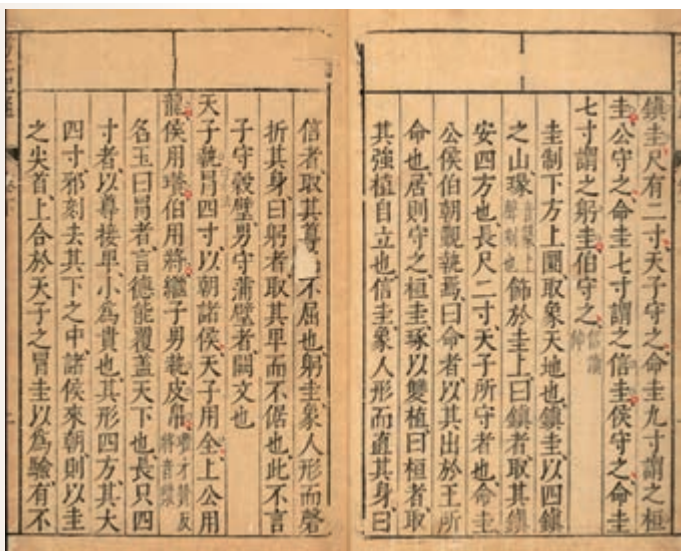 鎮圭、尺有二寸、天子守之、命圭九寸、謂之桓
圭、公守之、命圭七寸、謂之信圭、侯守之、命圭
七寸、謂之躬圭、伯守之、信讀伸
圭制下方上圓、取象天地也、鎮圭以四鎮
之山瑑飾於圭上、曰鎮者取其鎮
安四方也、長尺二寸、天子所守者也、命圭
公侯伯朝覲執焉、曰命者、以其出於王所
命也、居則守之、桓圭琢以雙植、曰桓者取
其強植自立也、信圭象人形而直其身、曰
信者、取其尊不屈也、躬圭、象人形而磬
折其身、曰躬者、取其卑而不倨也、此不言
子守穀璧、男守蒲璧者、闕文也
天子執冒四寸、以朝諸侯、天子用全、上公用
龍、侯用瓚、伯用將、繼子男執皮帛、瓚才贊反
名玉曰冒者、言德能覆蓋天下也、長只四
寸者、以尊接卑、小為貴也、其形四方、其大
四寸、邪刻去其下之中、諸侯來朝、則以圭
之尖首、上合於天子之冒圭、以為驗、有不